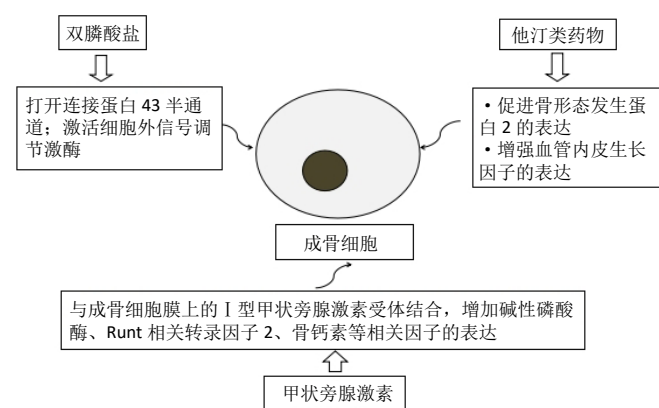 双膦酸盐
他汀类药物
打开连接蛋白 43 半通
道；激活细胞外信号调
节激酶
• 促进骨形态发生蛋
白 2 的表达
• 增强血管内皮生长
因子的表达
成骨细胞
与成骨细胞膜上的 I 型甲状旁腺激素受体结合，增加碱性磷酸
酶、Runt 相关转录因子 2、骨钙素等相关因子的表达
甲状旁腺激素